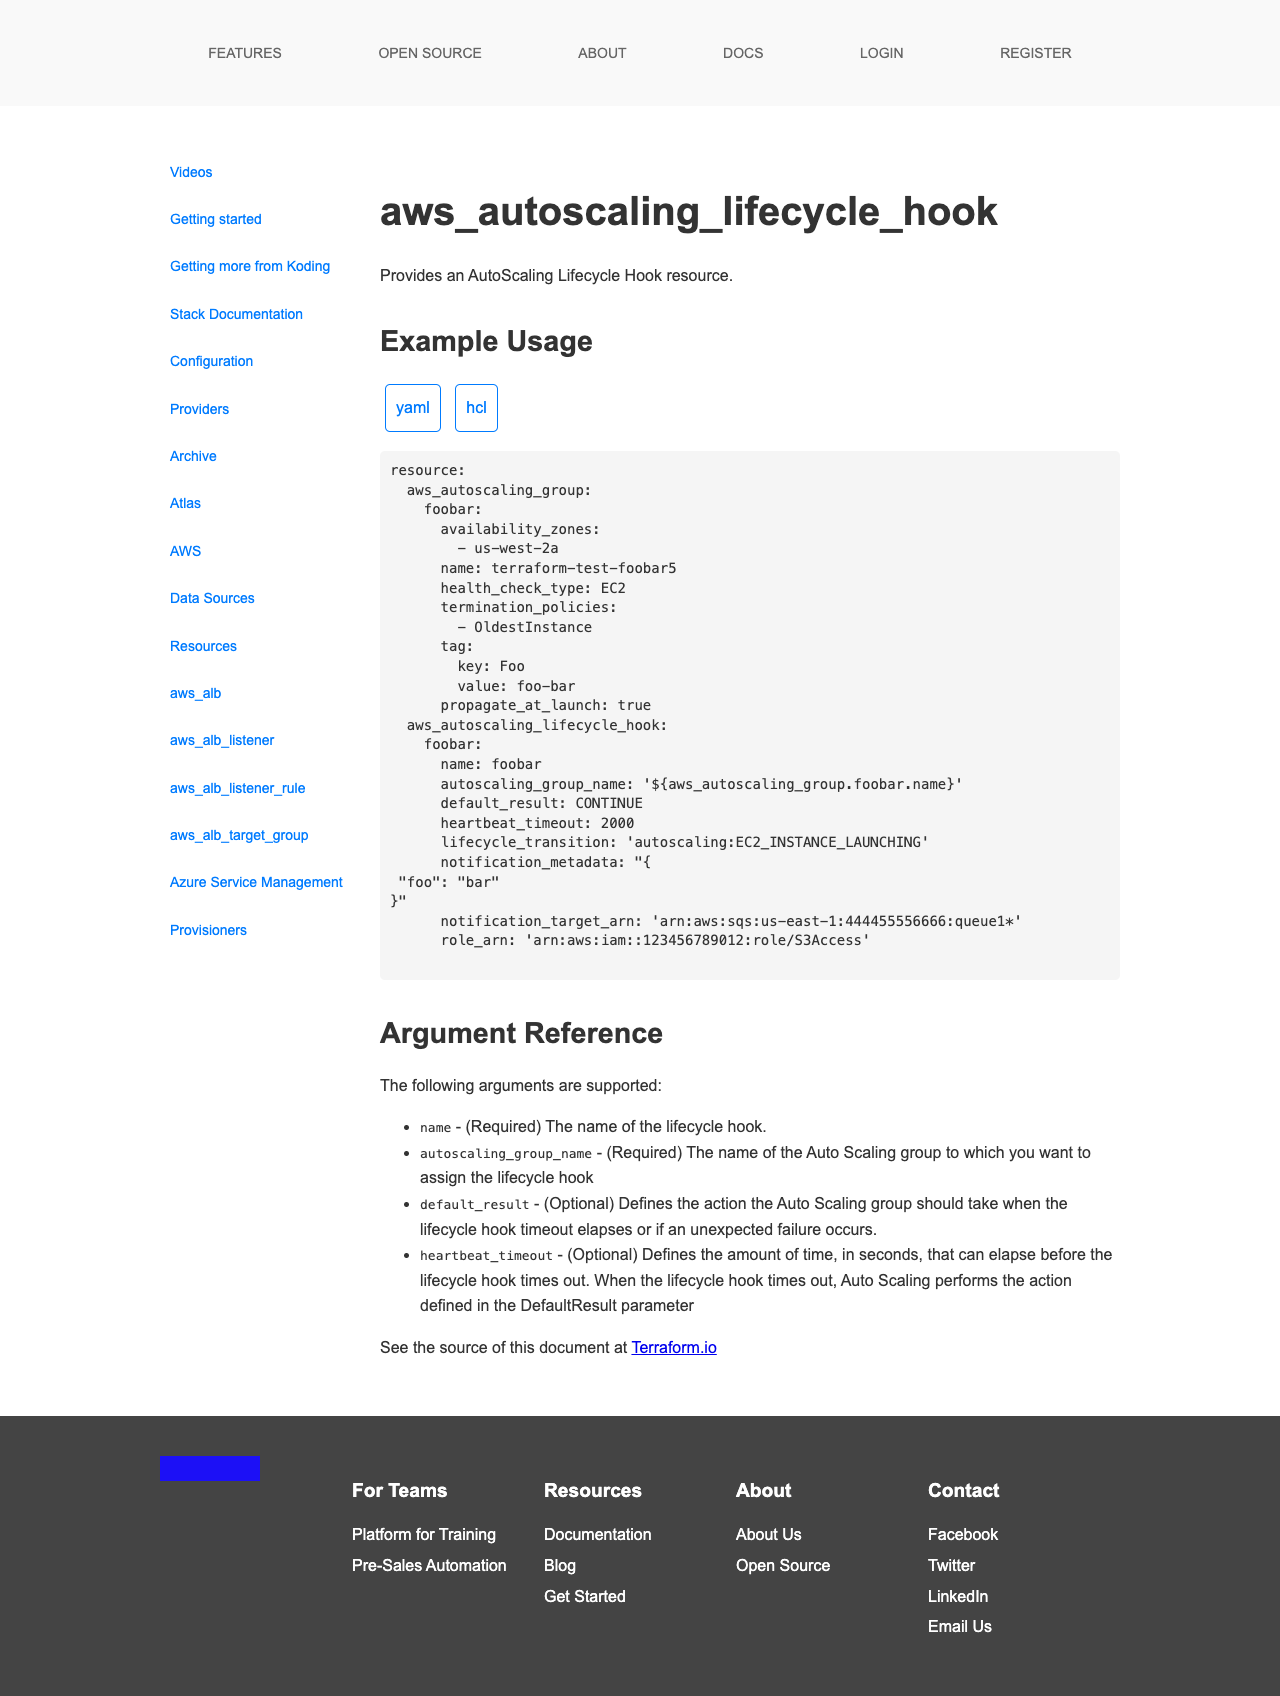 FEATURES OPEN SOURCE ABOUT DOCS LOGIN REGISTER
Videos
Getting started
Getting more from Koding
Stack Documentation
Configuration
Providers
Archive
Atlas
AWS
Data Sources
Resources
aws_alb
aws_alb_listener
aws_alb_listener_rule
aws_alb_target_group
Azure Service Management
Provisioners
aws_autoscaling_lifecycle_hook
Provides an AutoScaling Lifecycle Hook resource.
Example Usage
yaml hcl
resource:
  aws_autoscaling_group:
    foobar:
      availability_zones:
        - us-west-2a
      name: terraform-test-foobar5
      health_check_type: EC2
      termination_policies:
        - OldestInstance
      tag:
        key: Foo
        value: foo-bar
      propagate_at_launch: true
  aws_autoscaling_lifecycle_hook:
    foobar:
      name: foobar
      autoscaling_group_name: '${aws_autoscaling_group.foobar.name}'
      default_result: CONTINUE
      heartbeat_timeout: 2000
      lifecycle_transition: 'autoscaling:EC2_INSTANCE_LAUNCHING'
      notification_metadata: "{
 "foo": "bar"
}"
      notification_target_arn: 'arn:aws:sqs:us-east-1:444455556666:queue1*'
      role_arn: 'arn:aws:iam::123456789012:role/S3Access'
Argument Reference
The following arguments are supported:
• name - (Required) The name of the lifecycle hook.
• autoscaling_group_name - (Required) The name of the Auto Scaling group to which you want to
assign the lifecycle hook
• default_result - (Optional) Defines the action the Auto Scaling group should take when the
lifecycle hook timeout elapses or if an unexpected failure occurs.
• heartbeat_timeout - (Optional) Defines the amount of time, in seconds, that can elapse before the
lifecycle hook times out. When the lifecycle hook times out, Auto Scaling performs the action
defined in the DefaultResult parameter
See the source of this document at Terraform.io
For Teams
Platform for Training
Pre-Sales Automation
Resources
Documentation
Blog
Get Started
About
About Us
Open Source
Contact
Facebook
Twitter
LinkedIn
Email Us